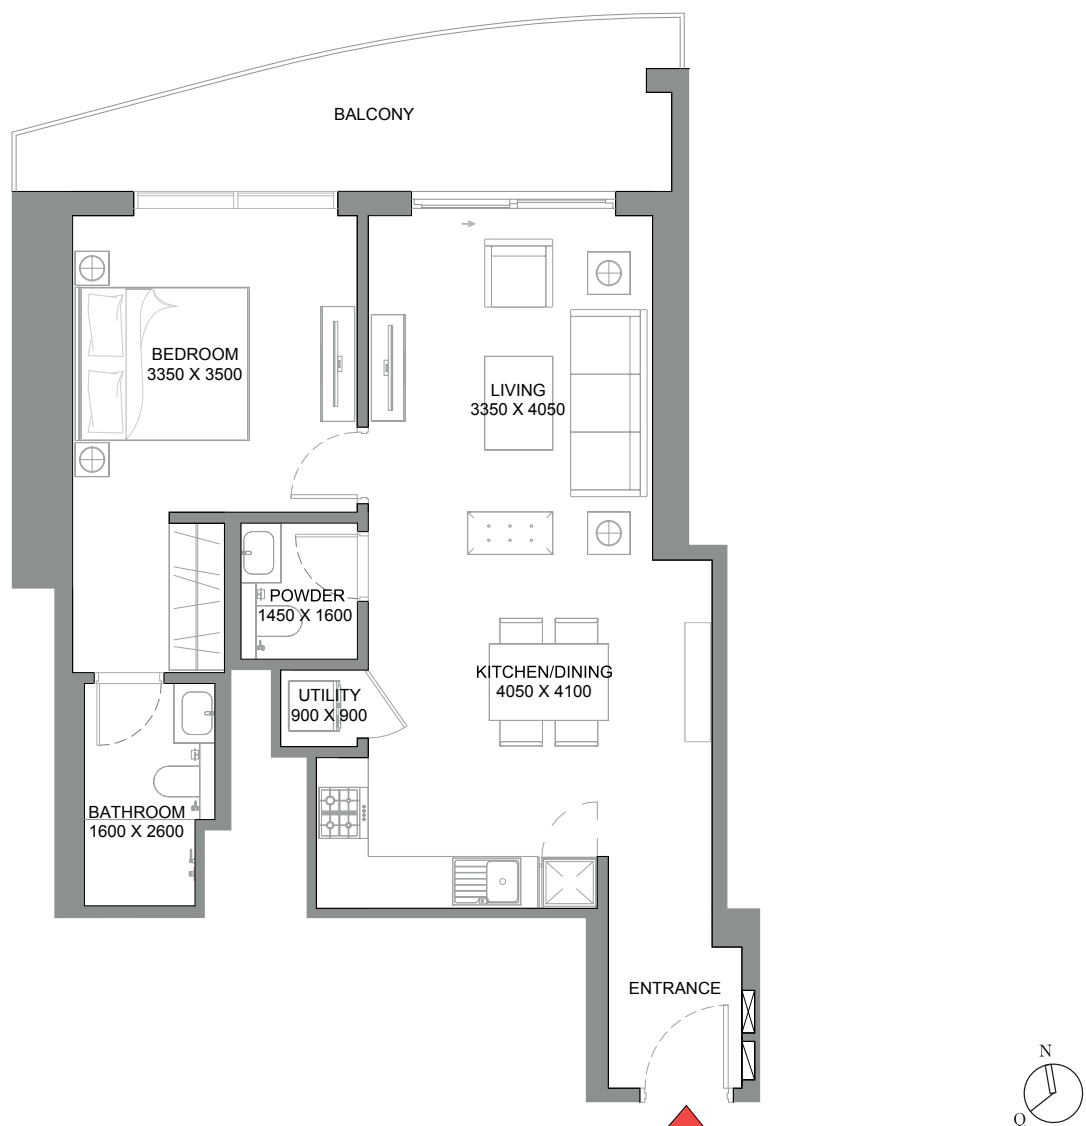 BALCONY
BEDROOM
3350 X 3500
LIVING
3350 X 4050
POWDER
1450 X 1600
KITCHEN/DINING
4050 X 4100
UTILITY
900 X 900
BATHROOM
1600 X 2600
ENTRANCE
N
Q